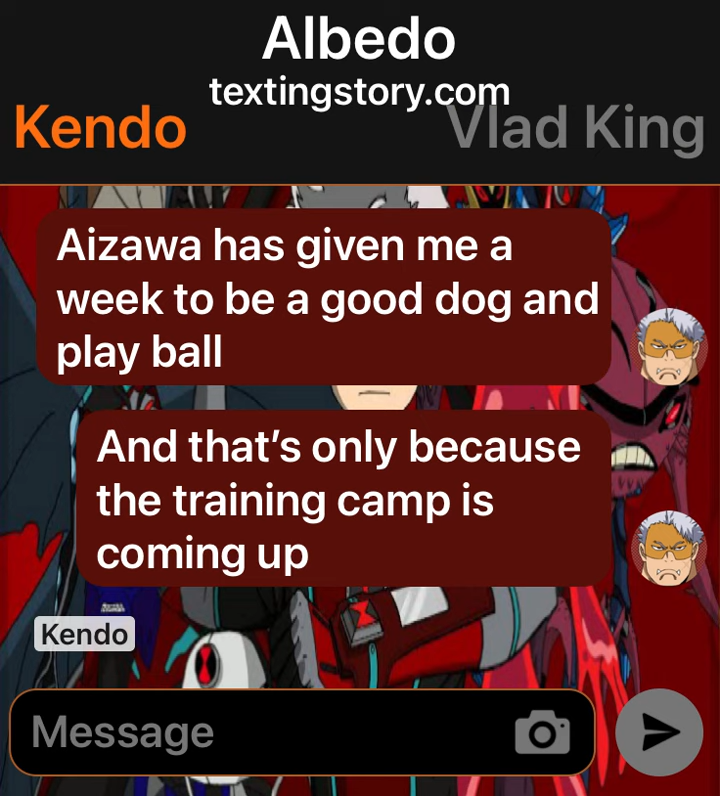 Albedo
textingstory.com
Kendo
Vlad King
Aizawa has given me a
week to be a good dog and
play ball
And that's only because
the training camp is
coming up
Kendo
Message